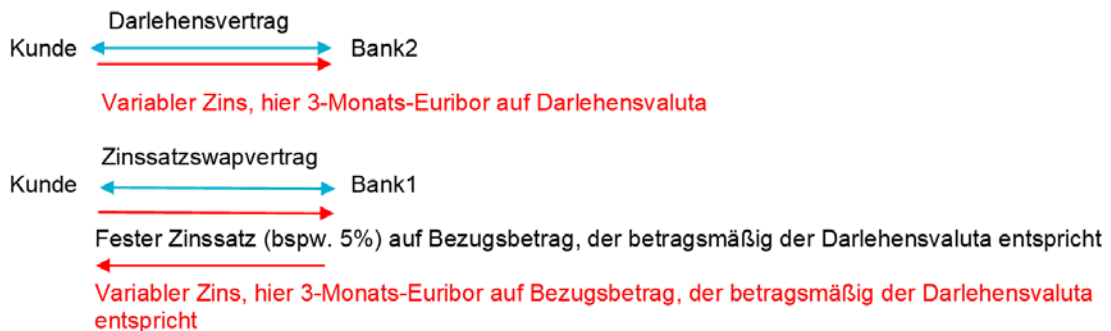 Darlehensvertrag
Kunde Bank2
Variabler Zins, hier 3-Monats-Euribor auf Darlehensvaluta
Zinssatzswapvertrag
Kunde Bank1
Fester Zinssatz (bspw. 5%) auf Bezugsbetrag, der betragsmäßig der Darlehensvaluta entspricht
Variabler Zins, hier 3-Monats-Euribor auf Bezugsbetrag, der betragsmäßig der Darlehensvaluta
entspricht